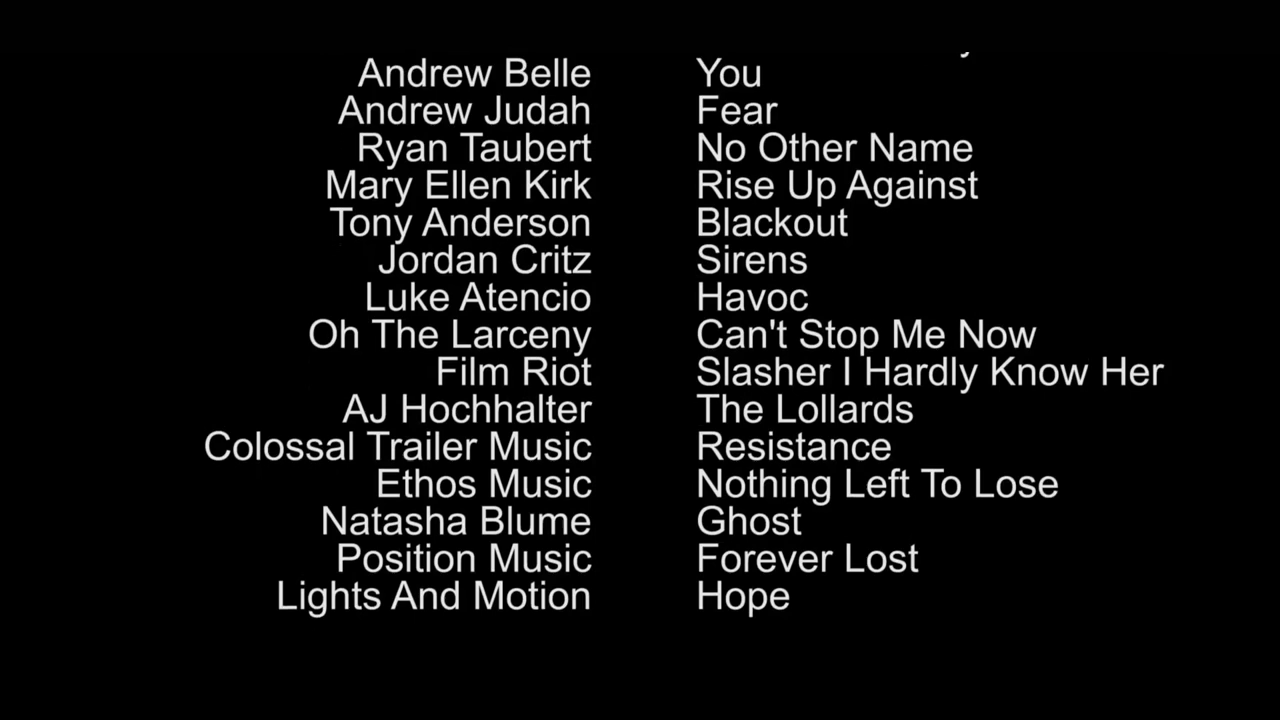 Andrew Belle You
Andrew Judah Fear
Ryan Taubert No Other Name
Mary Ellen Kirk Rise Up Against
Tony Anderson Blackout
Jordan Critz Sirens
Luke Atencio Havoc
Oh The Larceny Can't Stop Me Now
Film Riot Slasher I Hardly Know Her
AJ Hochhalter The Lollards
Colossal Trailer Music Resistance
Ethos Music Nothing Left To Lose
Natasha Blume Ghost
Position Music Forever Lost
Lights And Motion Hope